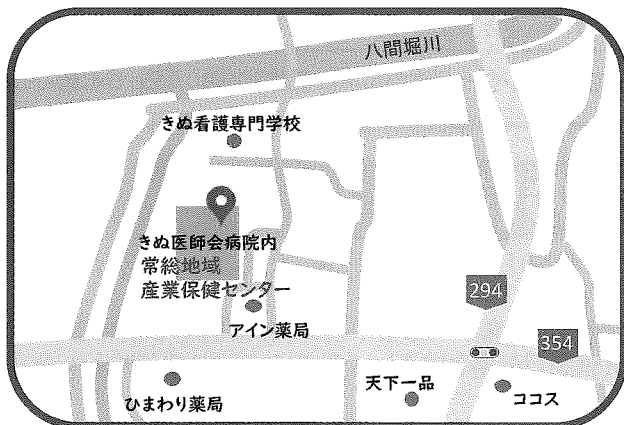 八間堀川
きぬ看護専門学校
きぬ医師会病院内
常総地域
産業保健センター
294
アイン薬局
354
ひまわり薬局
天下一品
ココス